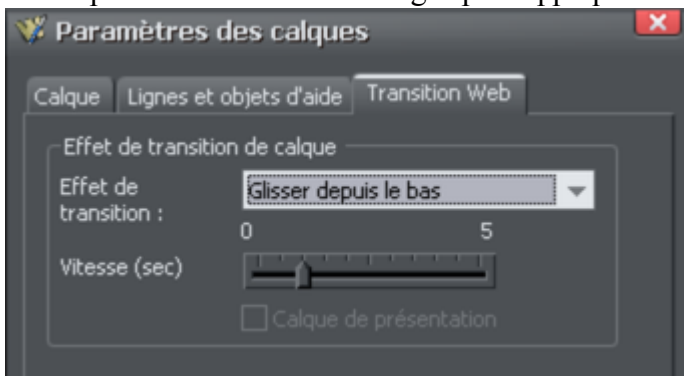 Paramètres des calques
Calque Lignes et objets d'aide Transition Web
Effet de transition de calque
Effet de transition : Glisser depuis le bas
0 5
Vitesse (sec)
Calque de présentation